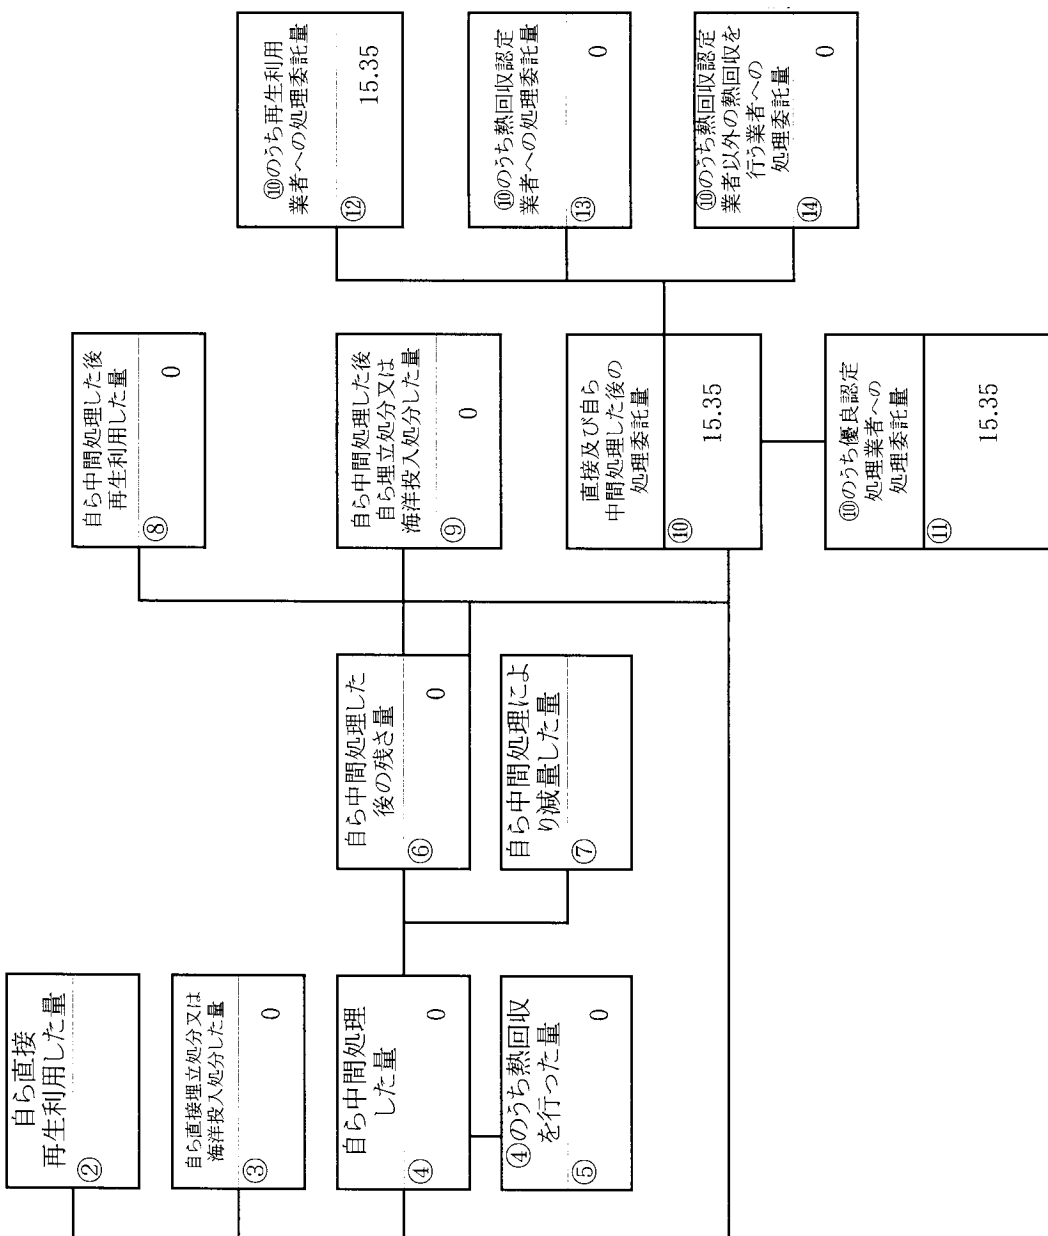 自ら直接
再生利用した量
②
自ら直接埋立処分又は
海洋投入処分した量
③
0
自ら中間処理
した量
④
0
④のうち熱回収
を行った量
⑤
0
自ら中間処理した
後の残さ量
⑥
0
自ら中間処理によ
り減量した量
⑦
自ら中間処理した後
再生利用した量
⑧
0
自ら中間処理した後
自ら埋立処分又は
海洋投入処分した量
⑨
0
直接及び自ら
中間処理した後の
処理委託量
⑩
15.35
⑩のうち優良認定
処理業者への
処理委託量
⑪
15.35
⑩のうち再生利用
業者への処理委託量
⑫
15.35
⑩のうち熱回収認定
業者への処理委託量
⑬
0
⑩のうち熱回収認定
業者以外の熱回収を
行う業者への
処理委託量
⑭
0